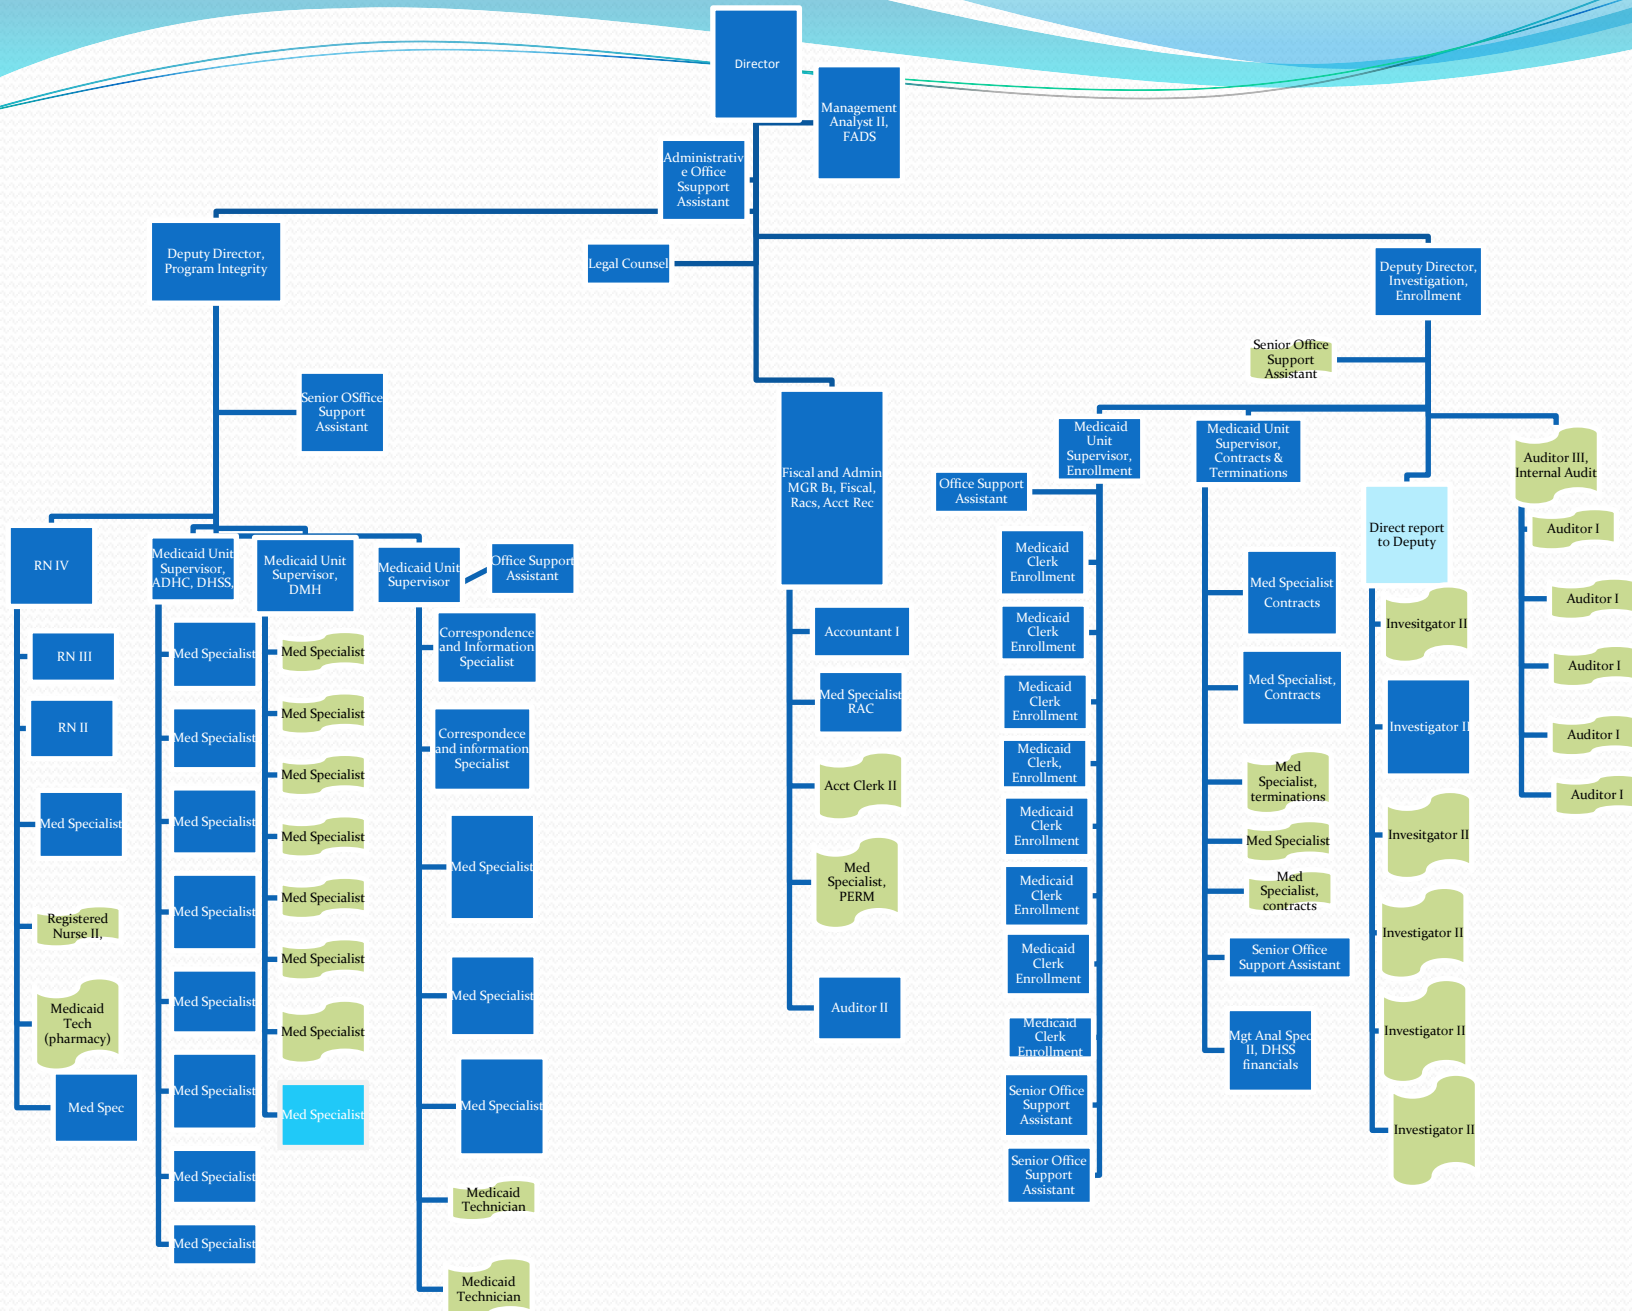 Director
Management
Analyst II,
FADS
Administrativ
e Office
Ssupport
Assistant
Deputy Director,
Program Integrity
Legal Counsel
Deputy Director,
Investigation,
Enrollment
Senior Office
Support
Assistant
Senior OSffice
Support
Assistant
RN IV
RN III
RN II
Med Specialist
Registered
Nurse II,
Medicaid
Tech
(pharmacy)
Med Spec
Medicaid Unit
Supervisor,
ADHC, DHSS,
Med Specialist
Med Specialist
Med Specialist
Med Specialist
Med Specialist
Med Specialist
Med Specialist
Med Specialist
Medicaid Unit
Supervisor,
DMH
Med Specialist
Med Specialist
Med Specialist
Med Specialist
Med Specialist
Med Specialist
Med Specialist
Med Specialist
Medicaid Unit
Supervisor
Office Support
Assistant
Correspondence
and Information
Specialist
Correspondece
and information
Specialist
Med Specialist
Med Specialist
Med Specialist
Medicaid
Technician
Medicaid
Technician
Fiscal and Admin
MGR B1, Fiscal,
Racs, Acct Rec
Accountant I
Med Specialist
RAC
Acct Clerk II
Med
Specialist,
PERM
Auditor II
Medicaid
Unit
Supervisor,
Enrollment
Office Support
Assistant
Medicaid
Clerk
Enrollment
Medicaid
Clerk
Enrollment
Medicaid
Clerk
Enrollment
Medicaid
Clerk,
Enrollment
Medicaid
Clerk
Enrollment
Medicaid
Clerk
Enrollment
Medicaid
Clerk
Enrollment
Medicaid
Clerk
Enrollment
Senior Office
Support
Assistant
Senior Office
Support
Assistant
Medicaid Unit
Supervisor,
Contracts &
Terminations
Med Specialist
Contracts
Med Specialist,
Contracts
Med
Specialist,
terminations
Med Specialist
Med
Specialist,
contracts
Senior Office
Support Assistant
Mgt Anal Spec
II, DHSS
financials
Direct report
to Deputy
Invesitgator II
Investigator II
Invesitgator II
Investigator II
Investigator II
Investigator II
Auditor III,
Internal Audit
Auditor I
Auditor I
Auditor I
Auditor I
Auditor I